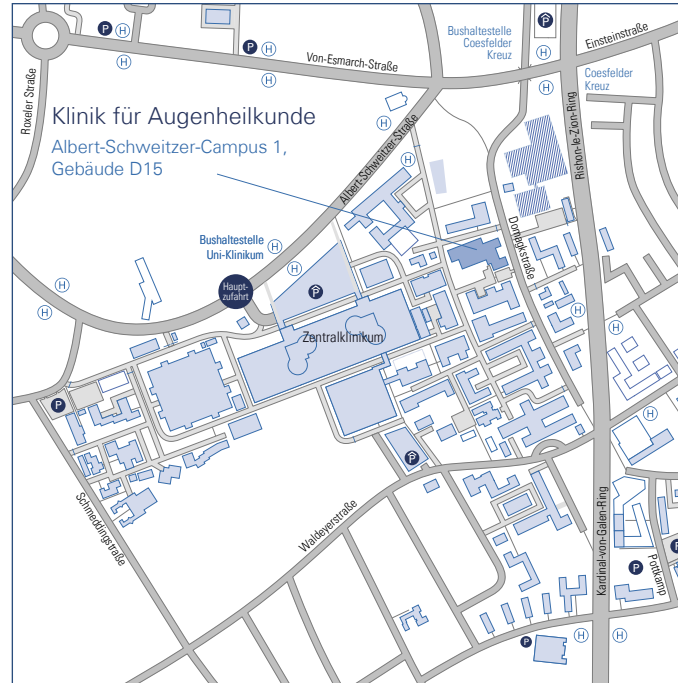 P
H
H
P
H
H
Von-Esmarch-Straße
Bushaltestelle
Coesfelder
Kreuz
P
H
H
Einsteinstraße
Coesfelder
Kreuz
Roxeler Straße
Klinik für Augenheilkunde
Albert-Schweitzer-Campus 1,
Gebäude D15
H
H
Albert-Schweitzer-Straße
Rishon-le-Zion-Ring
Domagkstraße
Bushaltestelle
Uni-Klinikum
H
H
H
H
Haupt-
zufahrt
P
Zentralklinikum
H
H
P
H
P
Schmeddingstraße
Waldeyerstraße
Kardinal-von-Galen-Ring
Pottkamp
P
P
P
H
H